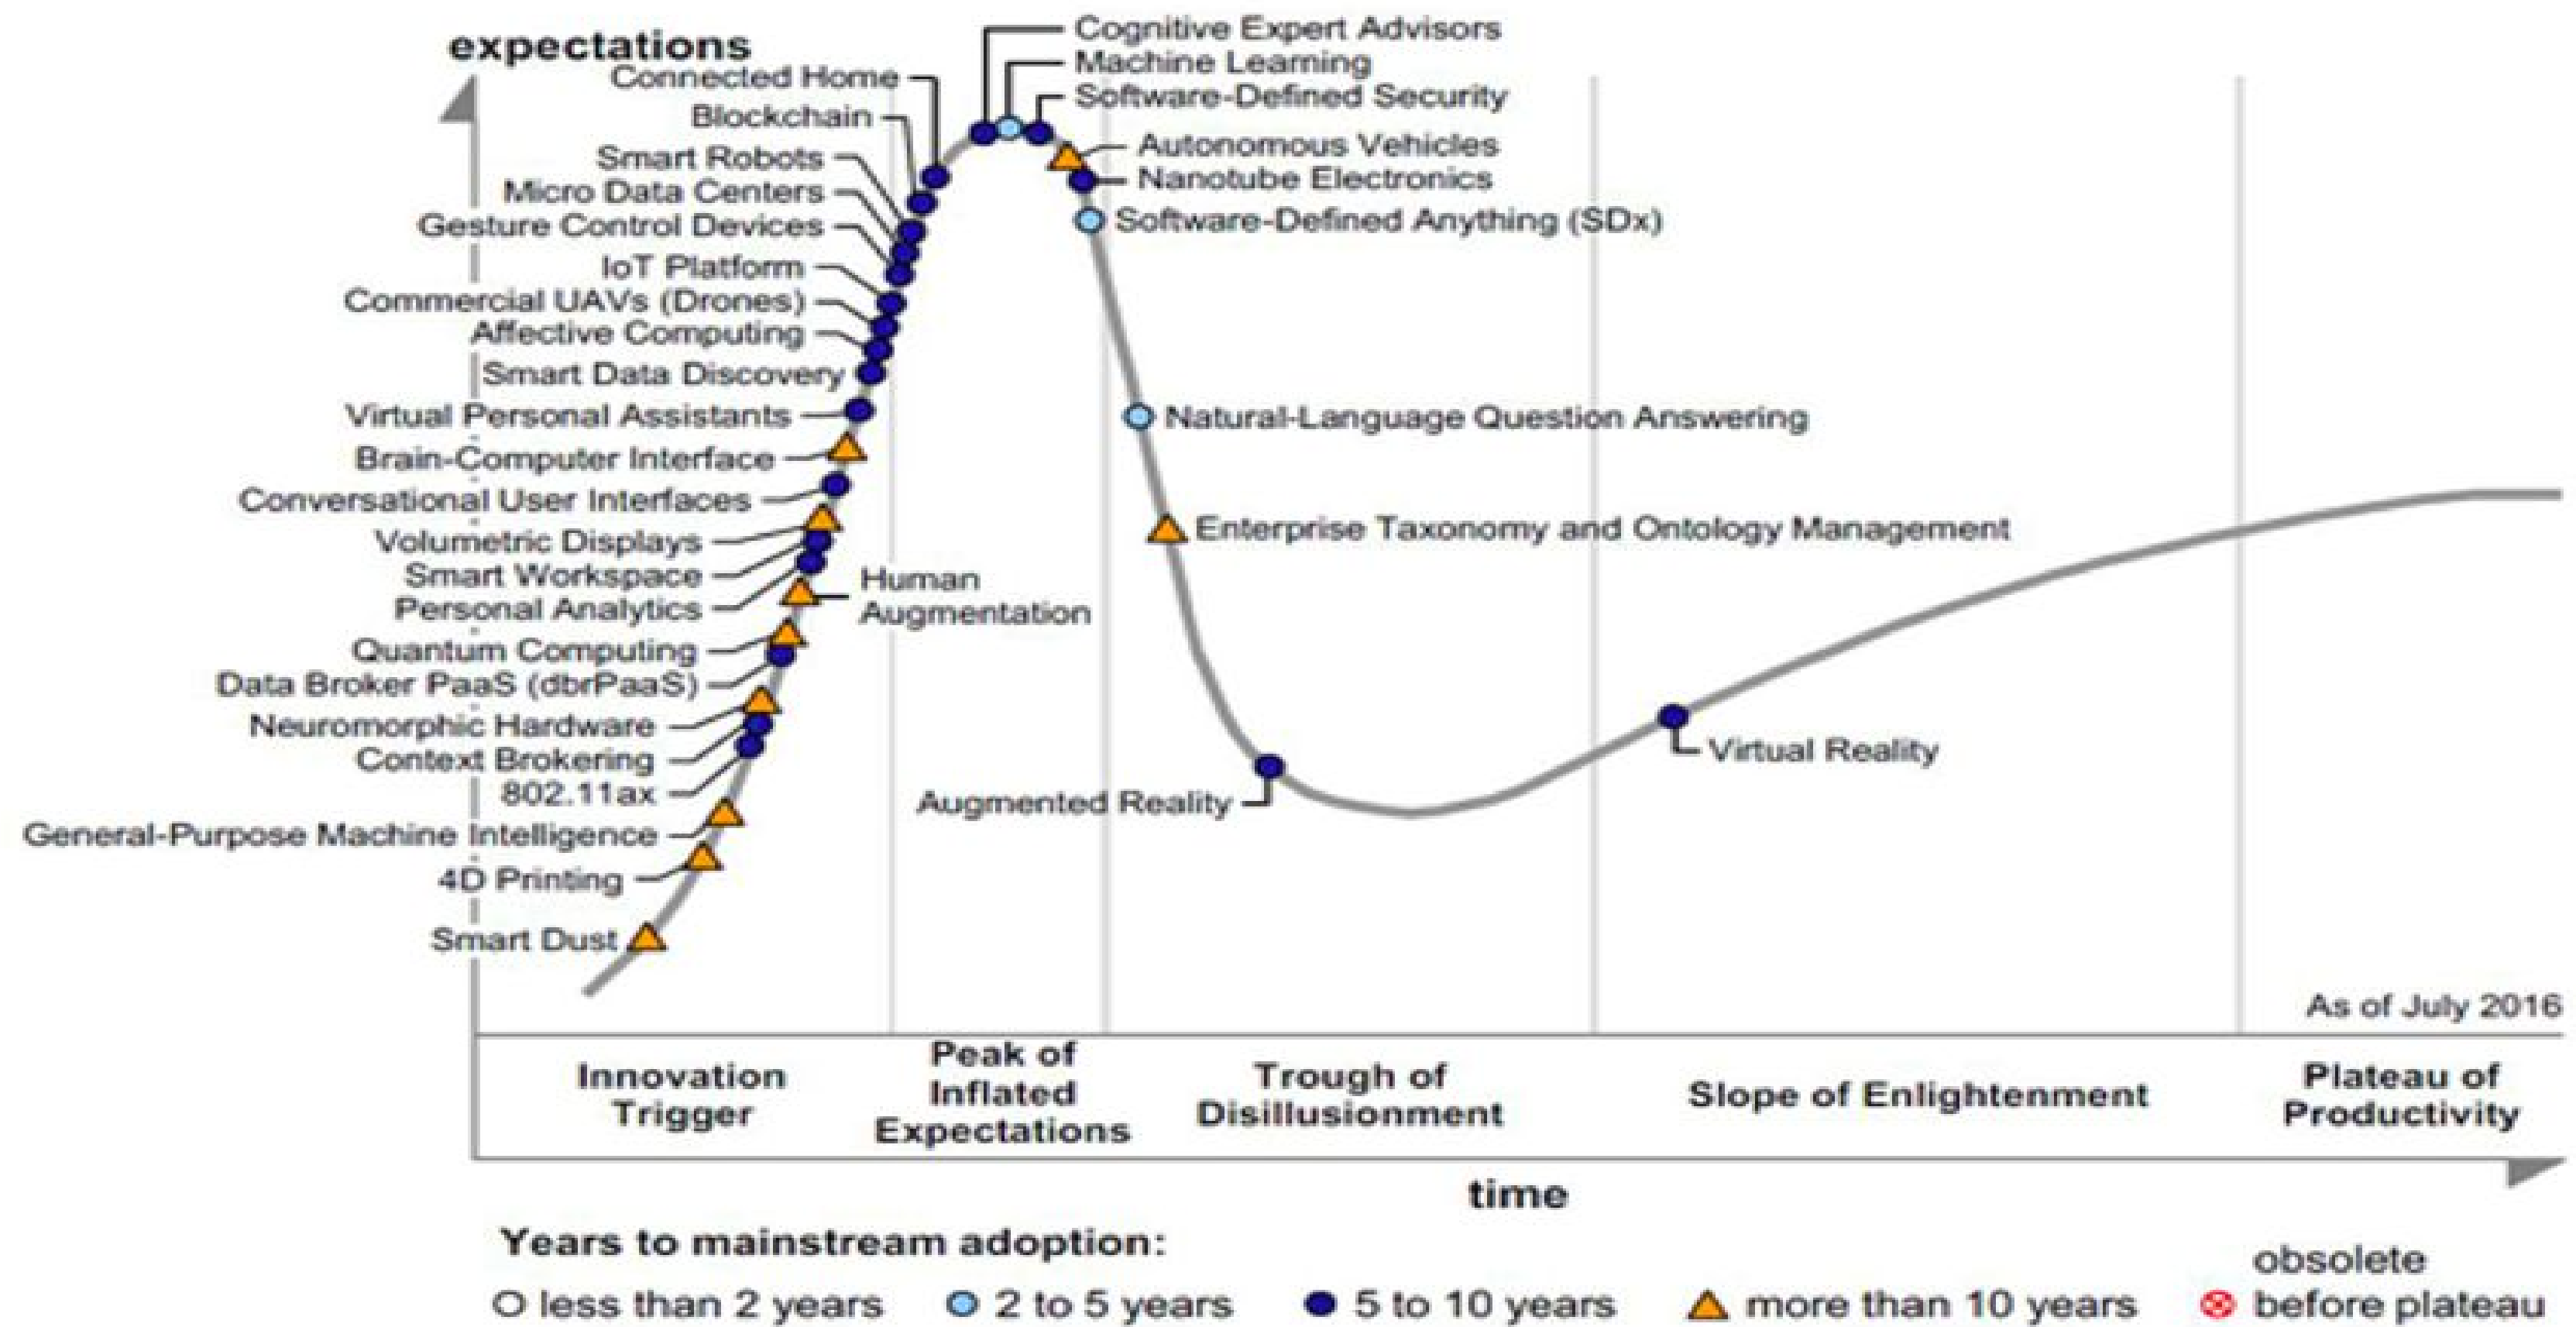 expectations
Connected Home
Blockchain
Smart Robots
Micro Data Centers
Gesture Control Devices
IoT Platform
Commercial UAVs (Drones)
Affective Computing
Smart Data Discovery
Virtual Personal Assistants
Brain-Computer Interface
Conversational User Interfaces
Volumetric Displays
Smart Workspace
Personal Analytics
Human
Augmentation
Quantum Computing
Data Broker PaaS (dbrPaaS)
Neuromorphic Hardware
Context Brokering
802.11ax
General-Purpose Machine Intelligence
4D Printing
Smart Dust
Cognitive Expert Advisors
Machine Learning
Software-Defined Security
Autonomous Vehicles
Nanotube Electronics
Software-Defined Anything (SDx)
Natural-Language Question Answering
Enterprise Taxonomy and Ontology Management
Augmented Reality
Virtual Reality
As of July 2016
Innovation
Trigger
Peak of
Inflated
Expectations
Trough of
Disillusionment
Slope of Enlightenment
Plateau of
Productivity
time
Years to mainstream adoption:
less than 2 years
2 to 5 years
5 to 10 years
more than 10 years
obsolete
before plateau